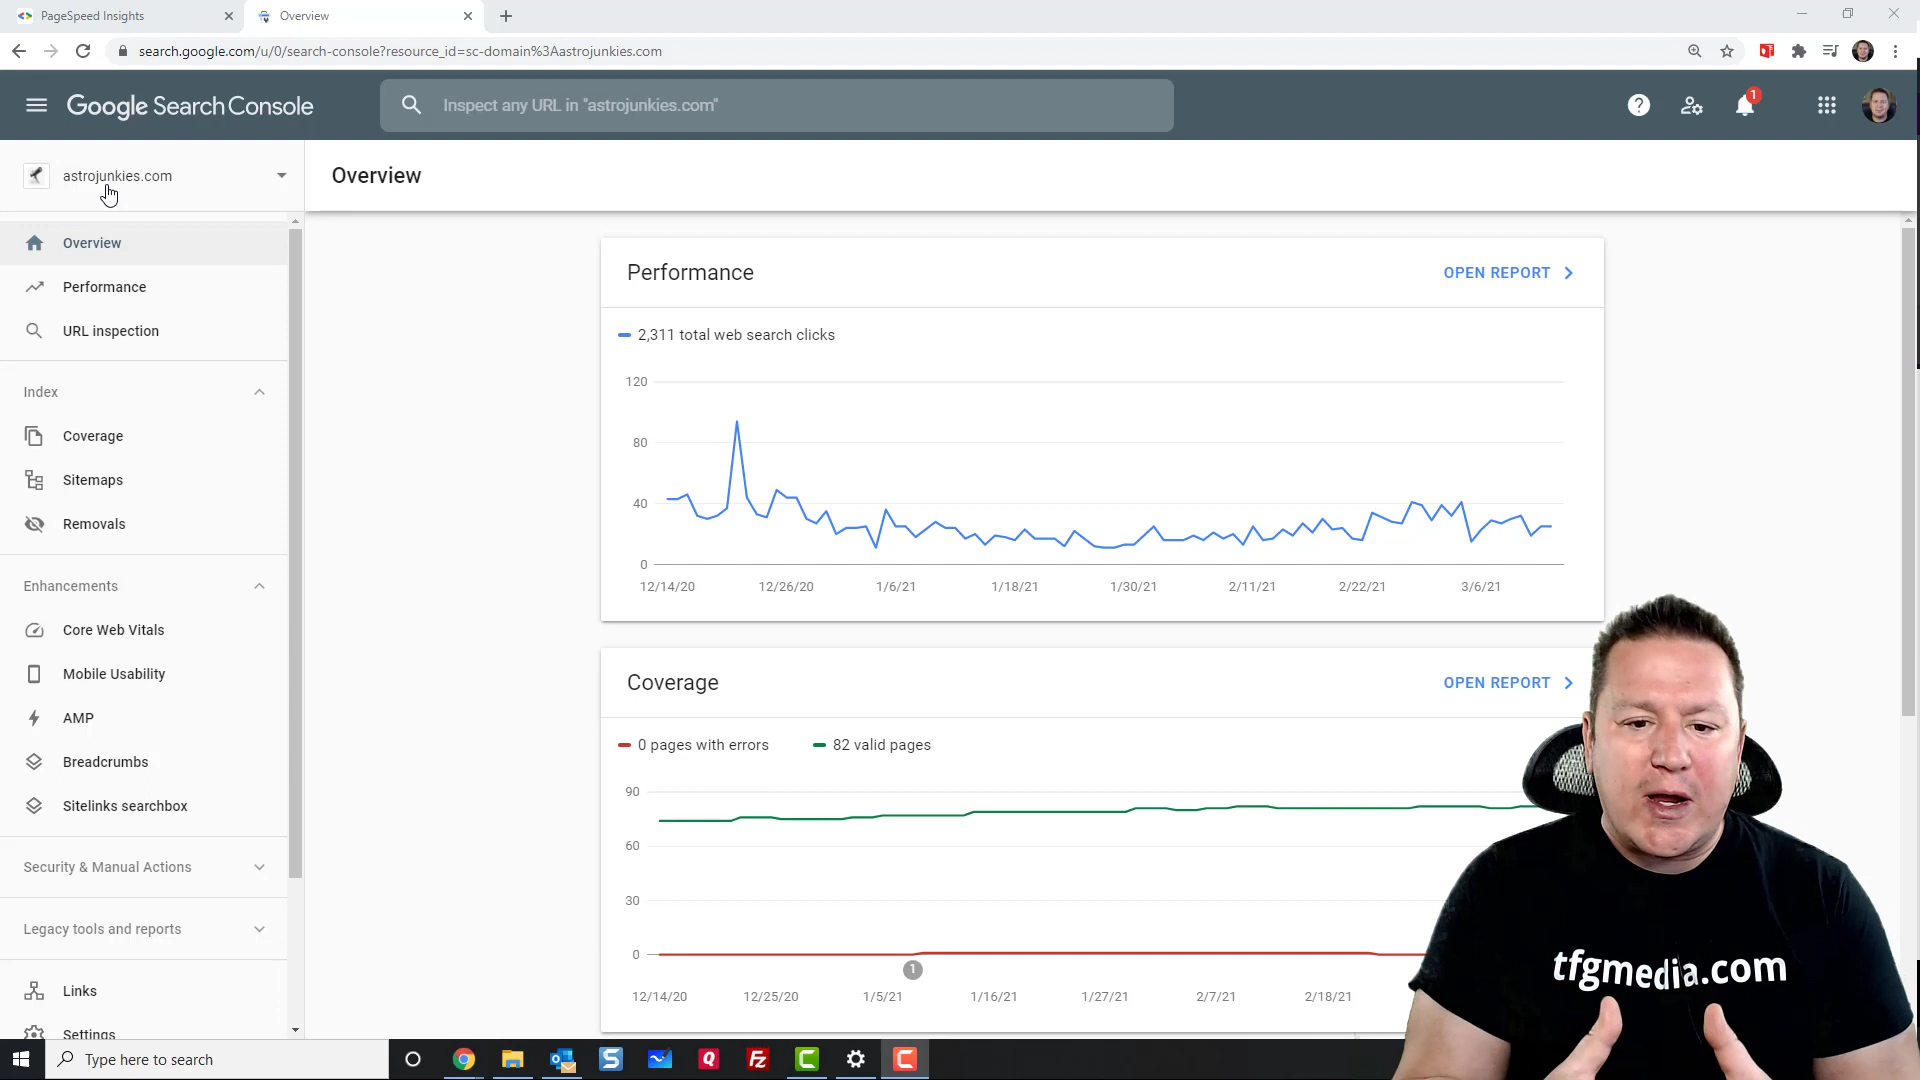 PageSpeed Insights
Overview
search.google.com/u/0/search-console?resource_id=sc-domain%3Aastrojunkies.com
Google Search Console
Inspect any URL in "astrojunkies.com"
1
astrojunkies.com
Overview
Overview
Performance
URL inspection
Index
Coverage
Sitemaps
Removals
Enhancements
Core Web Vitals
Mobile Usability
AMP
Breadcrumbs
Sitelinks searchbox
Security & Manual Actions
Legacy tools and reports
Links
Settings
Performance
OPEN REPORT
2,311 total web search clicks
120
80
40
0
12/14/20 12/26/20 1/6/21 1/18/21 1/30/21 2/11/21 2/22/21 3/6/21
Coverage
OPEN REPORT
0 pages with errors 82 valid pages
90
60
30
0
1
12/14/20 12/25/20 1/5/21 1/16/21 1/27/21 2/7/21 2/18/21
tfgmedia.com
Type here to search
S
Q
Fz
C
C